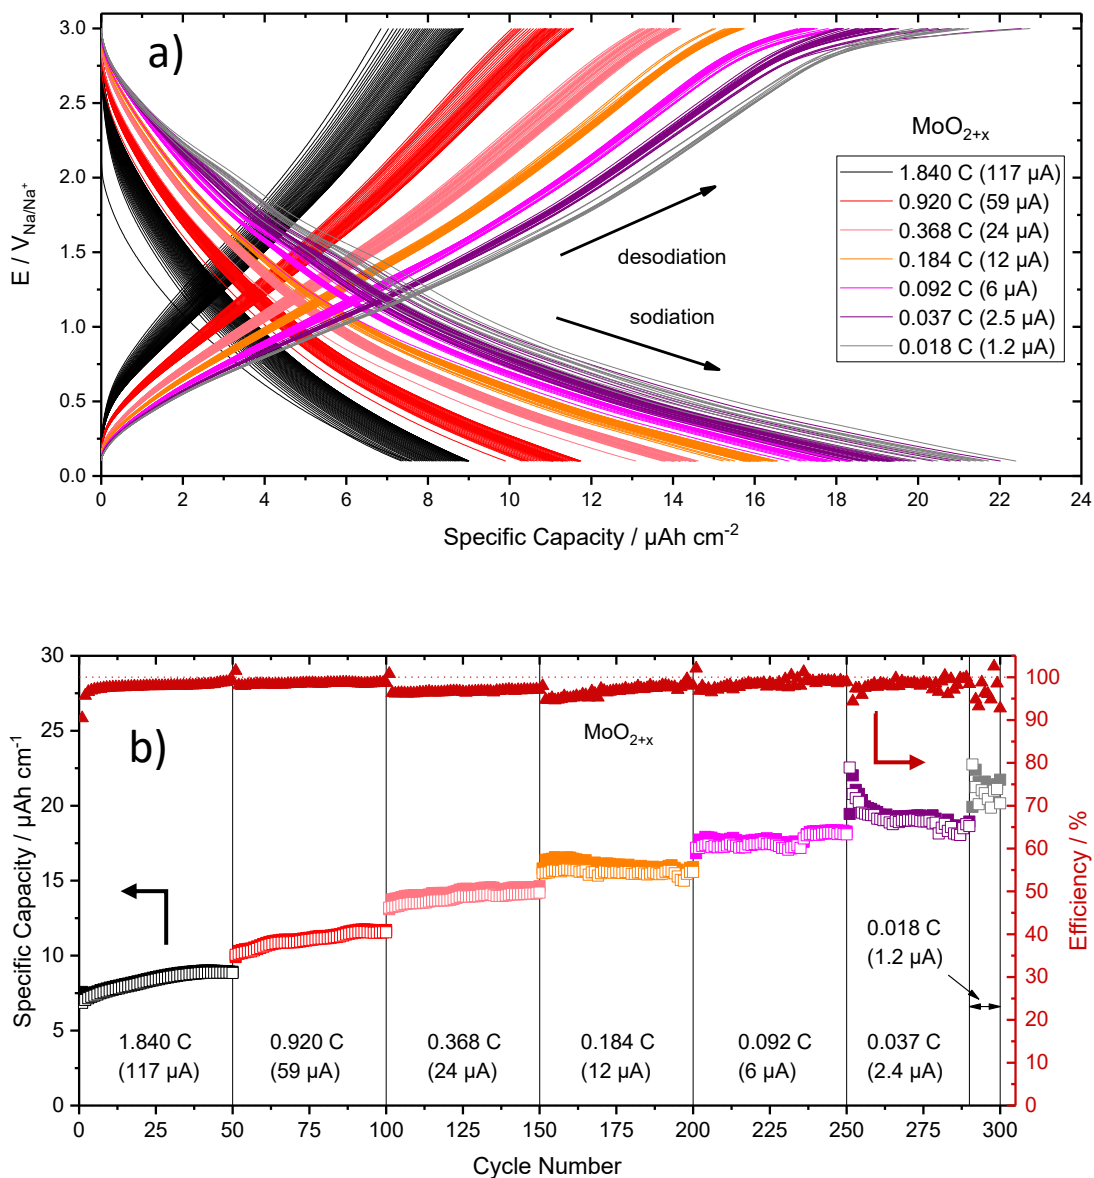 a)
3.0
2.5
2.0
1.5
1.0
0.5
0.0
E / V_Na/Na⁺
MoO₂₊ₓ
1.840 C (117 µA)
0.920 C (59 µA)
0.368 C (24 µA)
0.184 C (12 µA)
0.092 C (6 µA)
0.037 C (2.5 µA)
0.018 C (1.2 µA)
desodiation
sodiation
0 2 4 6 8 10 12 14 16 18 20 22 24
Specific Capacity / µAh cm⁻²
b)
30
25
20
15
10
5
0
Specific Capacity / µAh cm⁻¹
MoO₂₊ₓ
100
90
80
70
60
50
40
30
20
10
0
Efficiency / %
0.018 C
(1.2 µA)
1.840 C 0.920 C 0.368 C 0.184 C 0.092 C 0.037 C
(117 µA) (59 µA) (24 µA) (12 µA) (6 µA) (2.4 µA)
0 25 50 75 100 125 150 175 200 225 250 275 300
Cycle Number